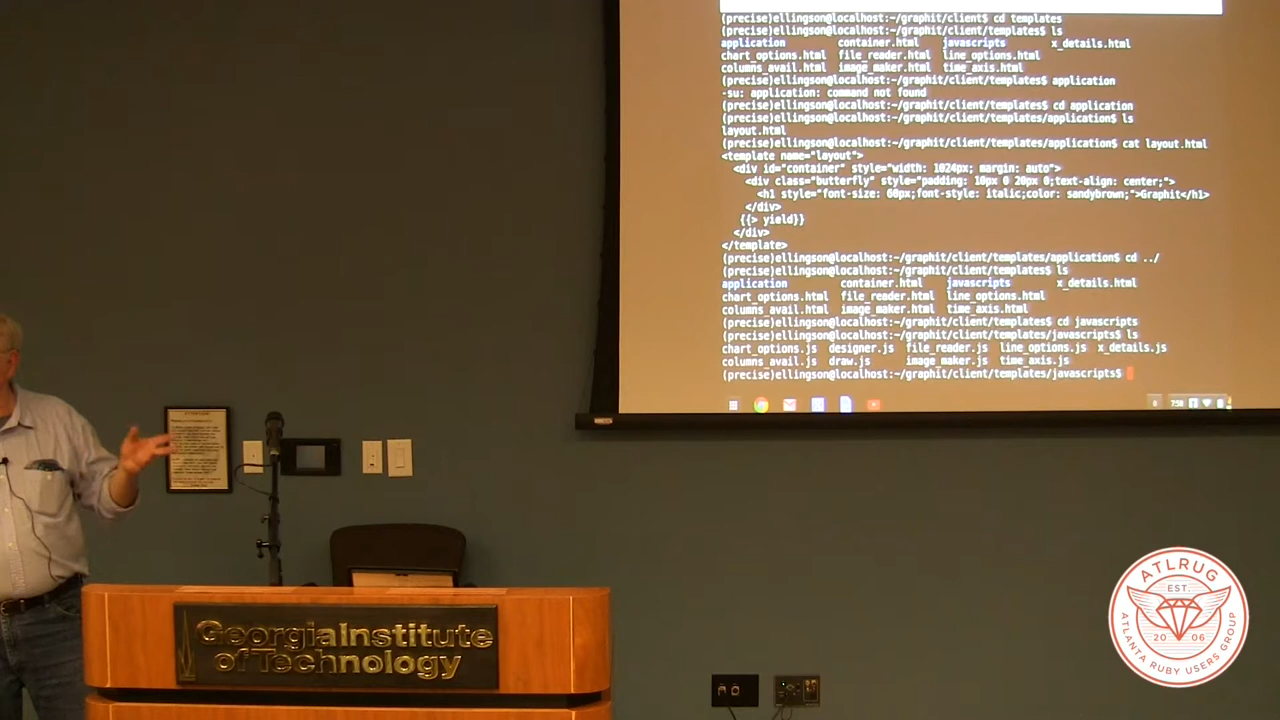 (precise)ellingson@localhost:~/graphit/client$ cd templates
(precise)ellingson@localhost:~/graphit/client/templates$ ls
application container.html javascripts x_details.html
chart_options.html file_reader.html line_options.html
columns_avail.html image_maker.html time_axis.html
(precise)ellingson@localhost:~/graphit/client/templates$ application
-su: application: command not found
(precise)ellingson@localhost:~/graphit/client/templates$ cd application
(precise)ellingson@localhost:~/graphit/client/templates/application$ ls
layout.html
(precise)ellingson@localhost:~/graphit/client/templates/application$ cat layout.html
<template name="layout">
<div id="container" style="width: 1024px; margin: auto">
<div class="butterfly" style="padding: 10px 0 20px 0;text-align: center;">
<h1 style="font-size: 60px;font-style: italic;color: sandybrown;">Graphit</h1>
</div>
{{> yield}}
</div>
</template>
(precise)ellingson@localhost:~/graphit/client/templates/application$ cd ../
(precise)ellingson@localhost:~/graphit/client/templates$ ls
application container.html javascripts x_details.html
chart_options.html file_reader.html line_options.html
columns_avail.html image_maker.html time_axis.html
(precise)ellingson@localhost:~/graphit/client/templates$ cd javascripts
(precise)ellingson@localhost:~/graphit/client/templates/javascripts$ ls
chart_options.js designer.js file_reader.js line_options.js x_details.js
columns_avail.js draw.js image_maker.js time_axis.js
(precise)ellingson@localhost:~/graphit/client/templates/javascripts$
7:58
GeorgiaInstitute
ofTechnology
ATLRUG
EST.
20 06
ATLANTA RUBY USERS GROUP